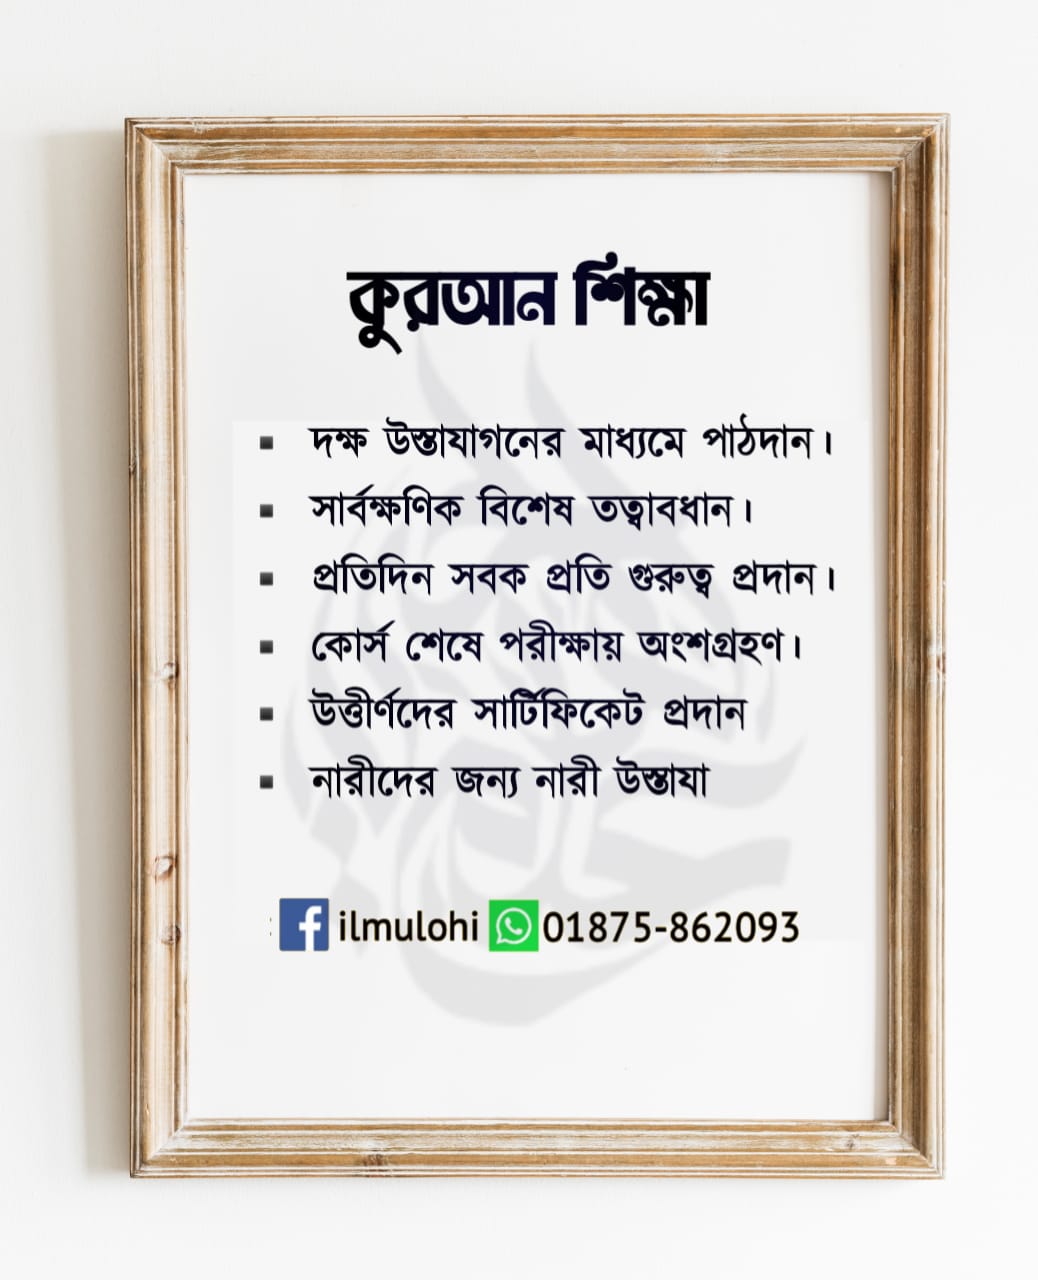 কুরআন শিক্ষা
▪ দক্ষ উস্তাযাগনের মাধ্যমে পাঠদান।
▪ সার্বক্ষণিক বিশেষ তত্বাবধান।
▪ প্রতিদিন সবক প্রতি গুরুত্ব প্রদান।
▪ কোর্স শেষে পরীক্ষায় অংশগ্রহণ।
▪ উত্তীর্ণদের সার্টিফিকেট প্রদান
▪ নারীদের জন্য নারী উস্তাযা
ilmulohi 01875-862093